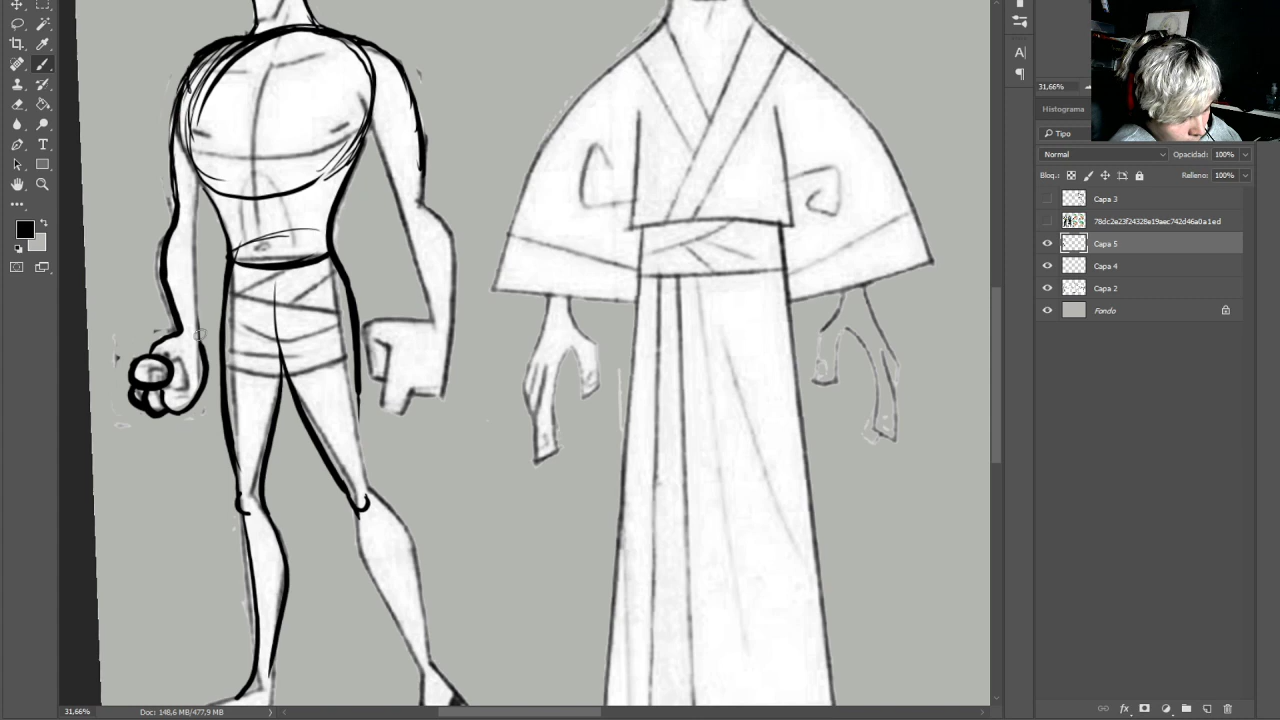 31,66%
Histograma
Tipo
Normal Opacidad: 100%
Bloq.: Relleno: 100%
Capa 3
78dc2e23f24328e19aec742d46a0a1ed
Capa 5
Capa 4
Capa 2
Fondo
31,66% Doc: 148,6 MB/477,9 MB